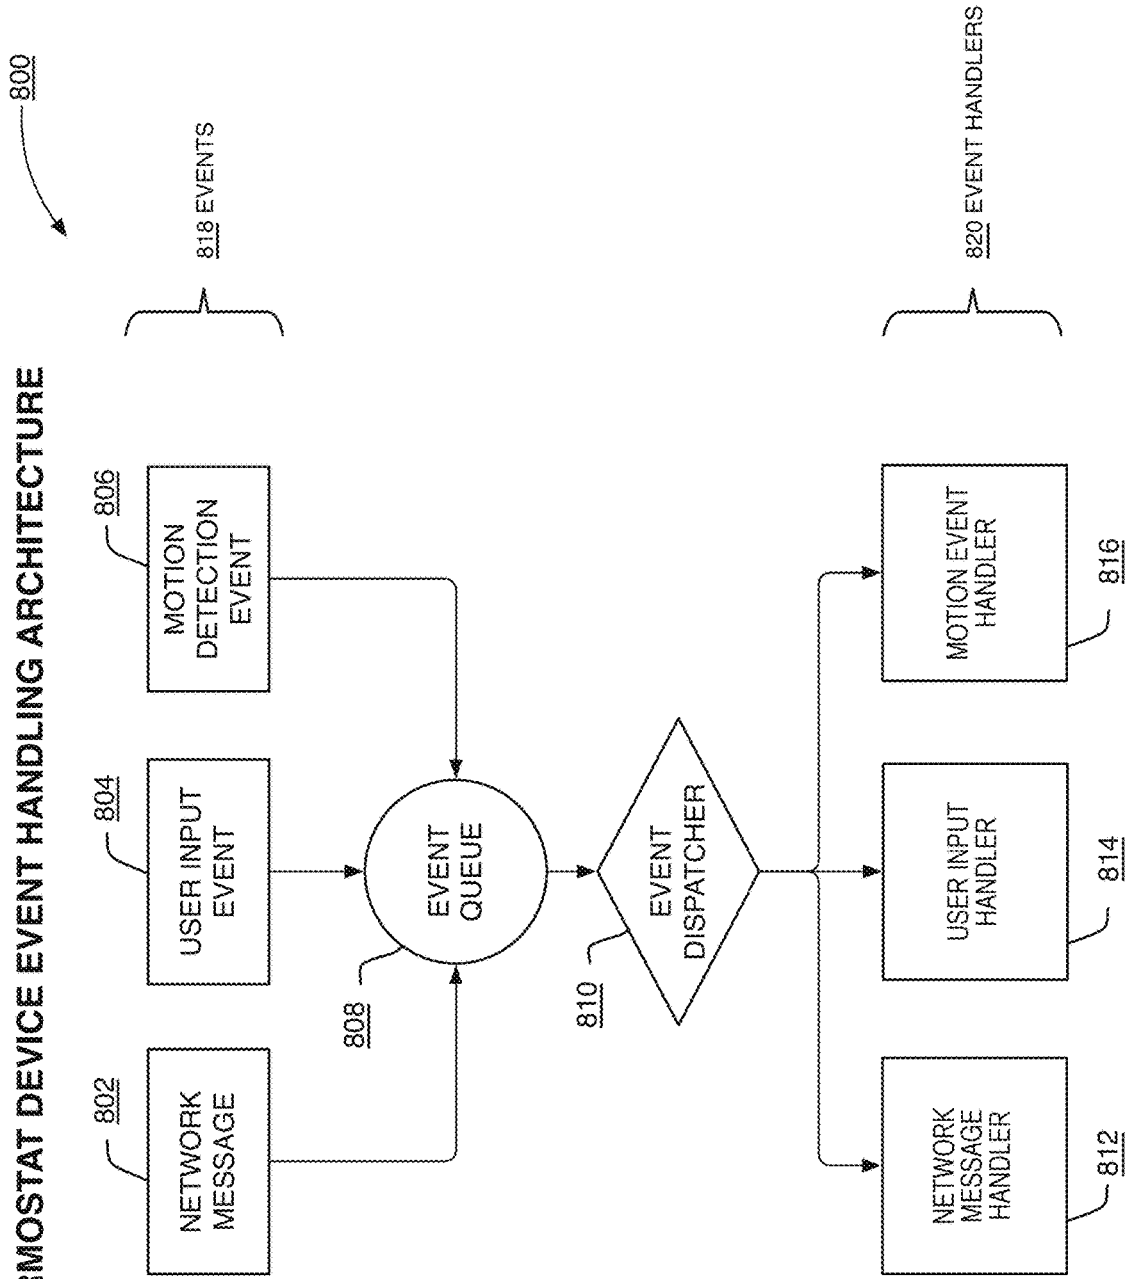 RMOSTAT DEVICE EVENT HANDLING ARCHITECTURE
800
802
804
806
NETWORK
MESSAGE
USER INPUT
EVENT
MOTION
DETECTION
EVENT
818 EVENTS
808
EVENT
QUEUE
810
EVENT
DISPATCHER
NETWORK
MESSAGE
HANDLER
USER INPUT
HANDLER
MOTION EVENT
HANDLER
820 EVENT HANDLERS
812
814
816